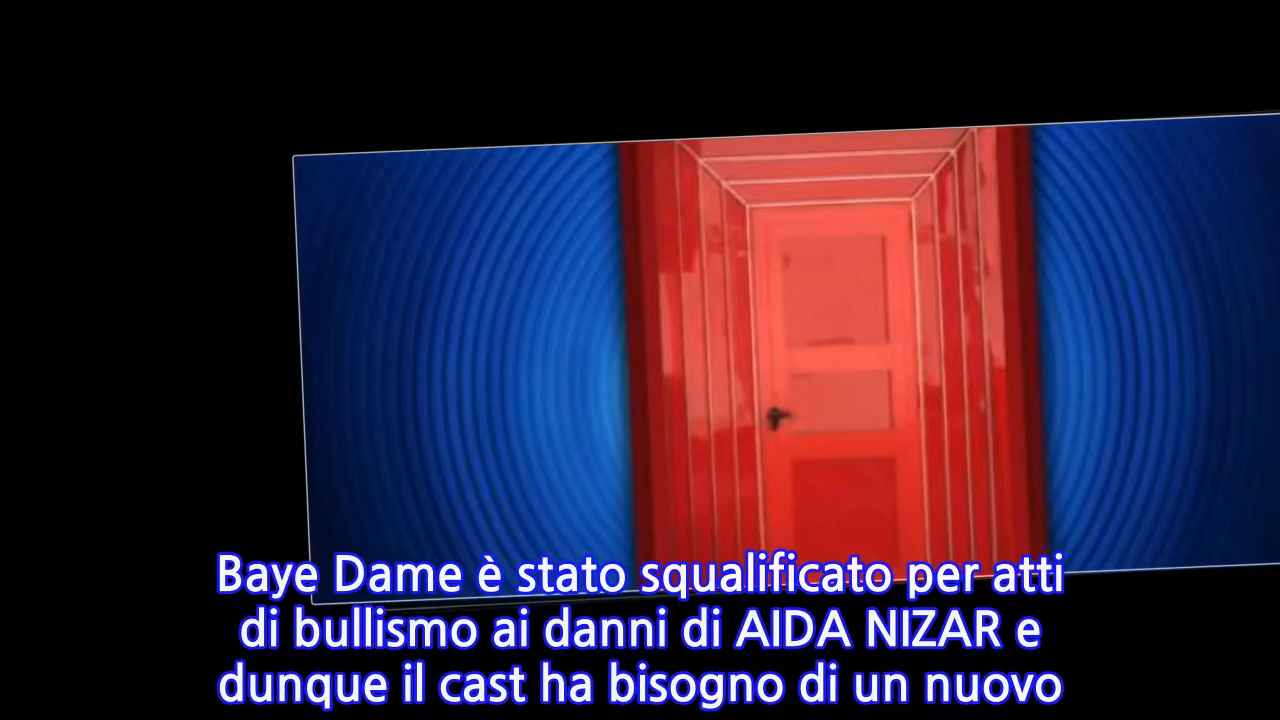 Baye Dame è stato squalificato per atti
di bullismo ai danni di AIDA NIZAR e
dunque il cast ha bisogno di un nuovo